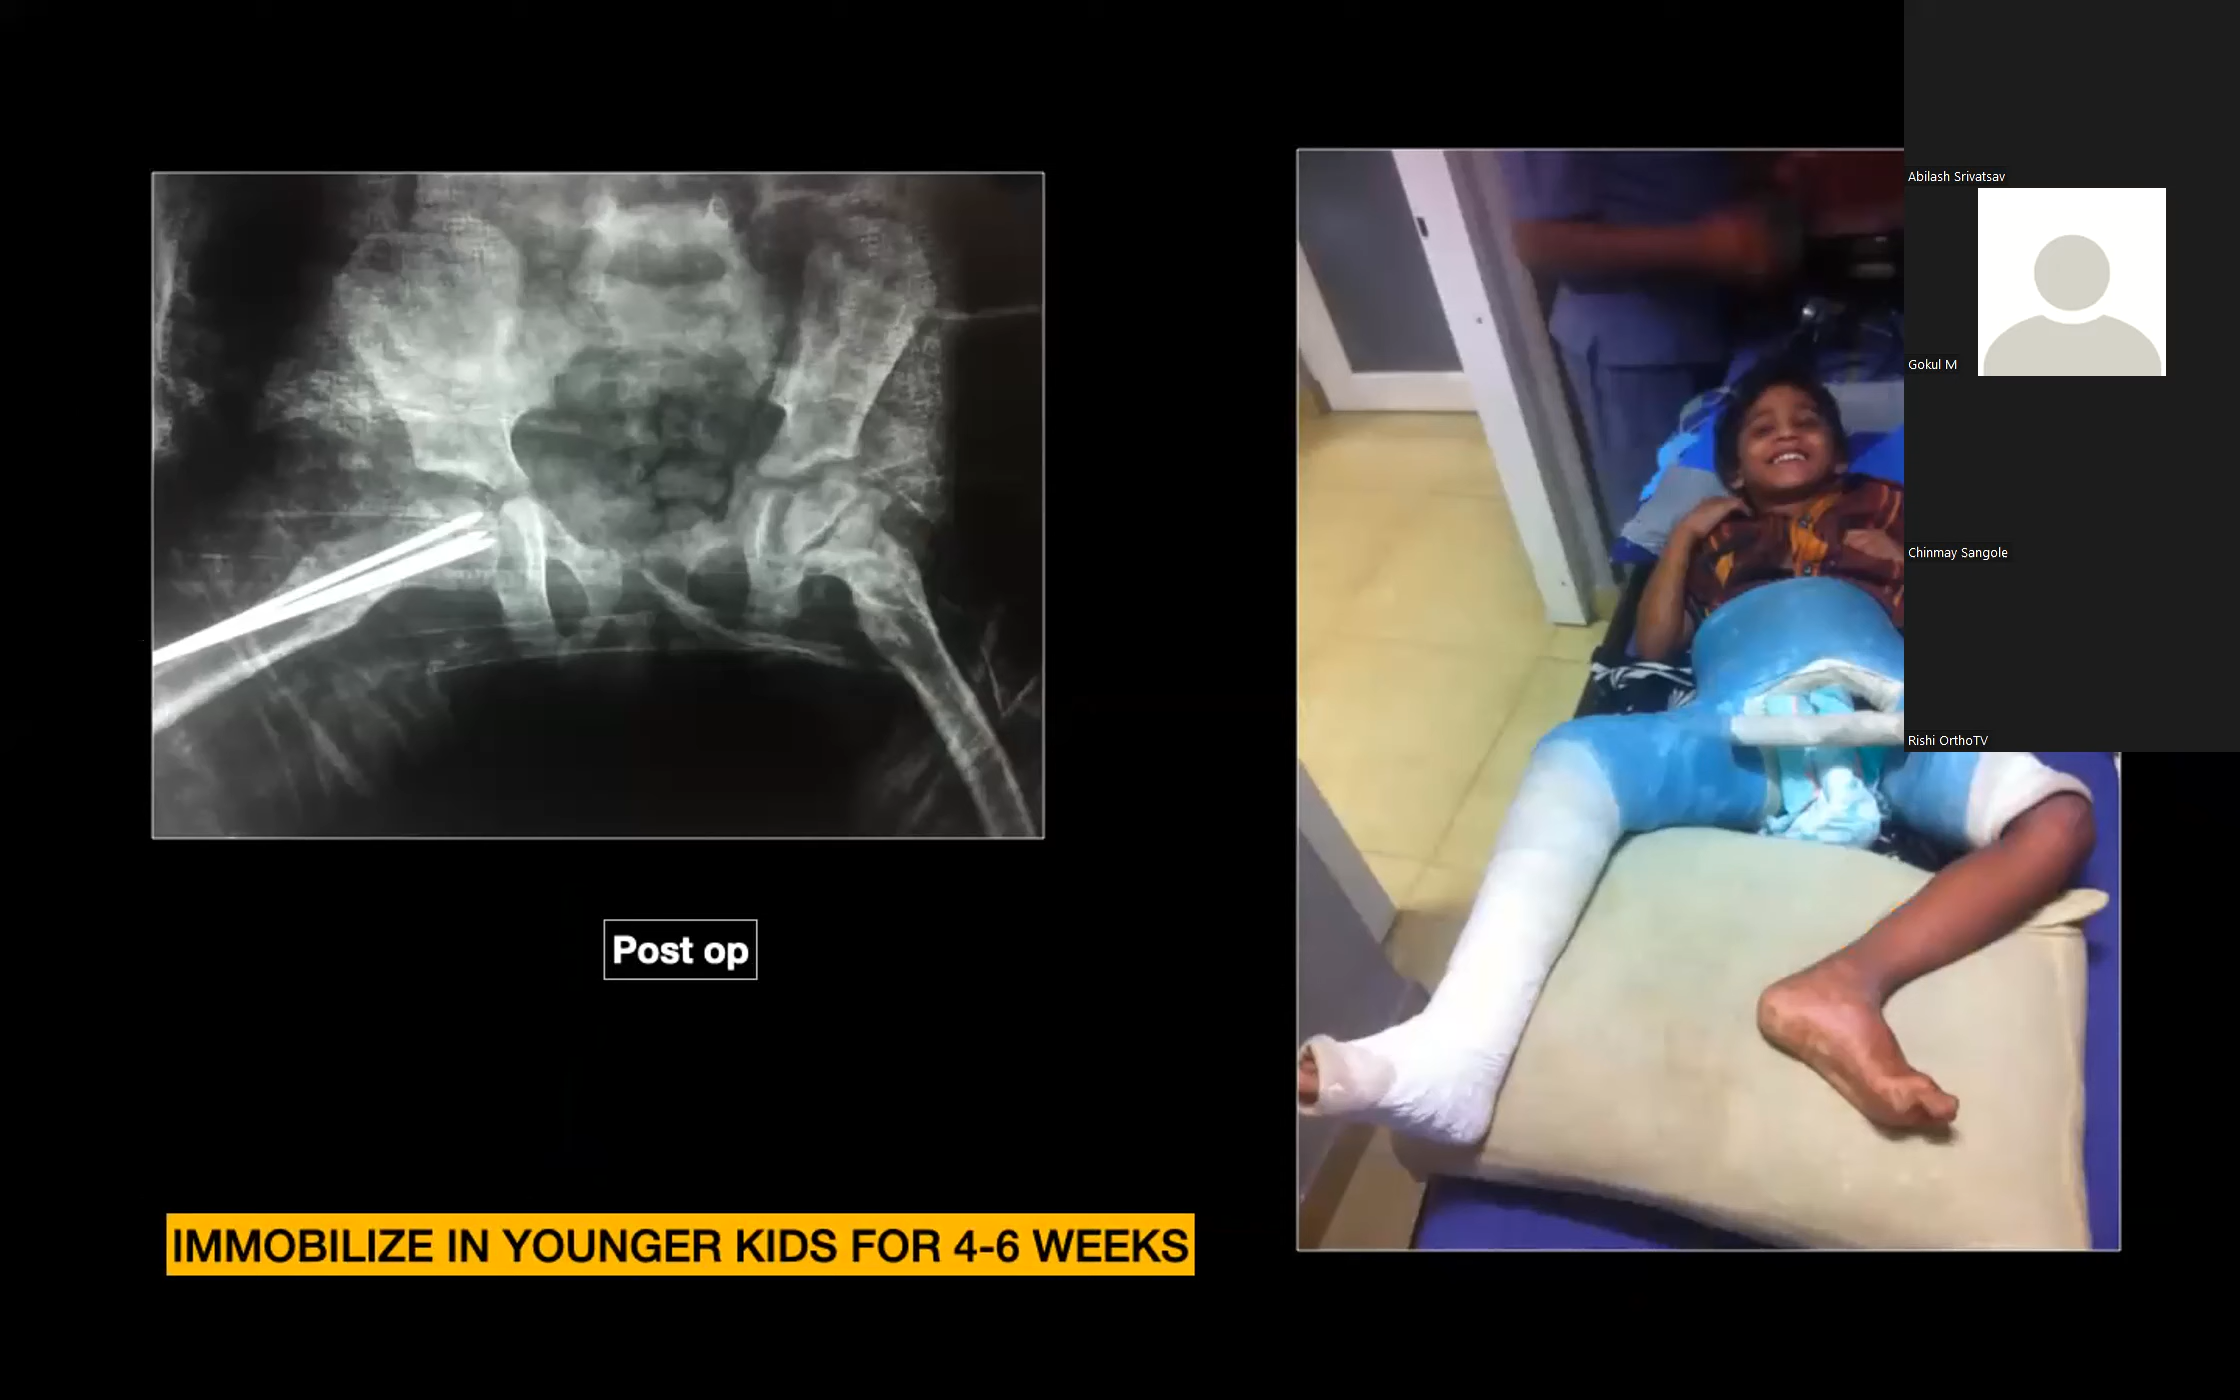 Abilash Srivatsav
Gokul M
Chinmay Sangole
Rishi OrthoTV
Post op
IMMOBILIZE IN YOUNGER KIDS FOR 4-6 WEEKS